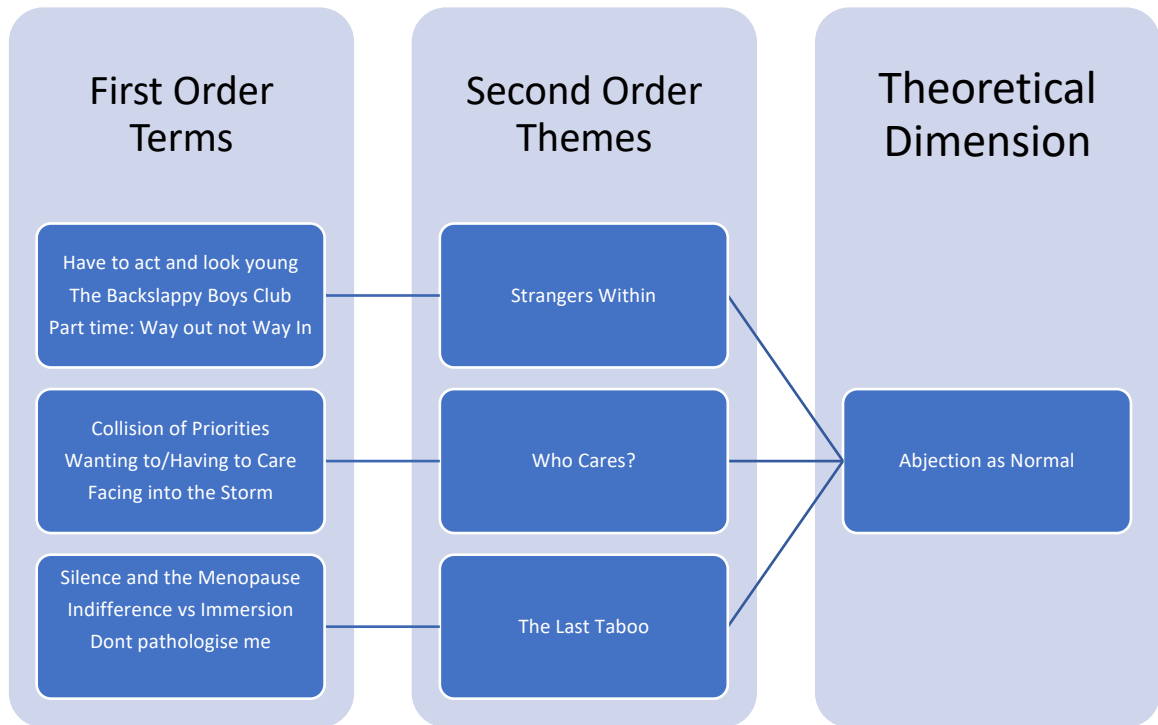 First Order
Terms
Second Order
Themes
Theoretical
Dimension
Have to act and look young
The Backslappy Boys Club
Part time: Way out not Way In
Strangers Within
Collision of Priorities
Wanting to/Having to Care
Facing into the Storm
Who Cares?
Abjection as Normal
Silence and the Menopause
Indifference vs Immersion
Dont pathologise me
The Last Taboo